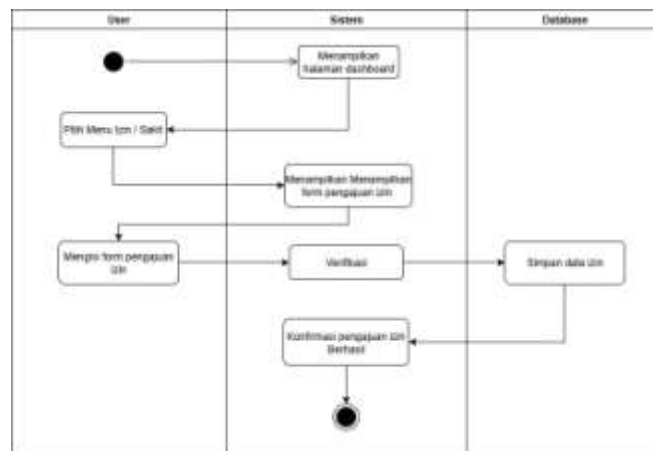 User
Sistem
Database
Menampilkan
halaman dashboard
Pilih Menu Izin / Sakit
Menampilkan Menampilkan
form pengajuan izin
Mengisi form pengajuan
izin
Verifikasi
Simpan data izin
Konfirmasi pengajuan izin
Berhasil